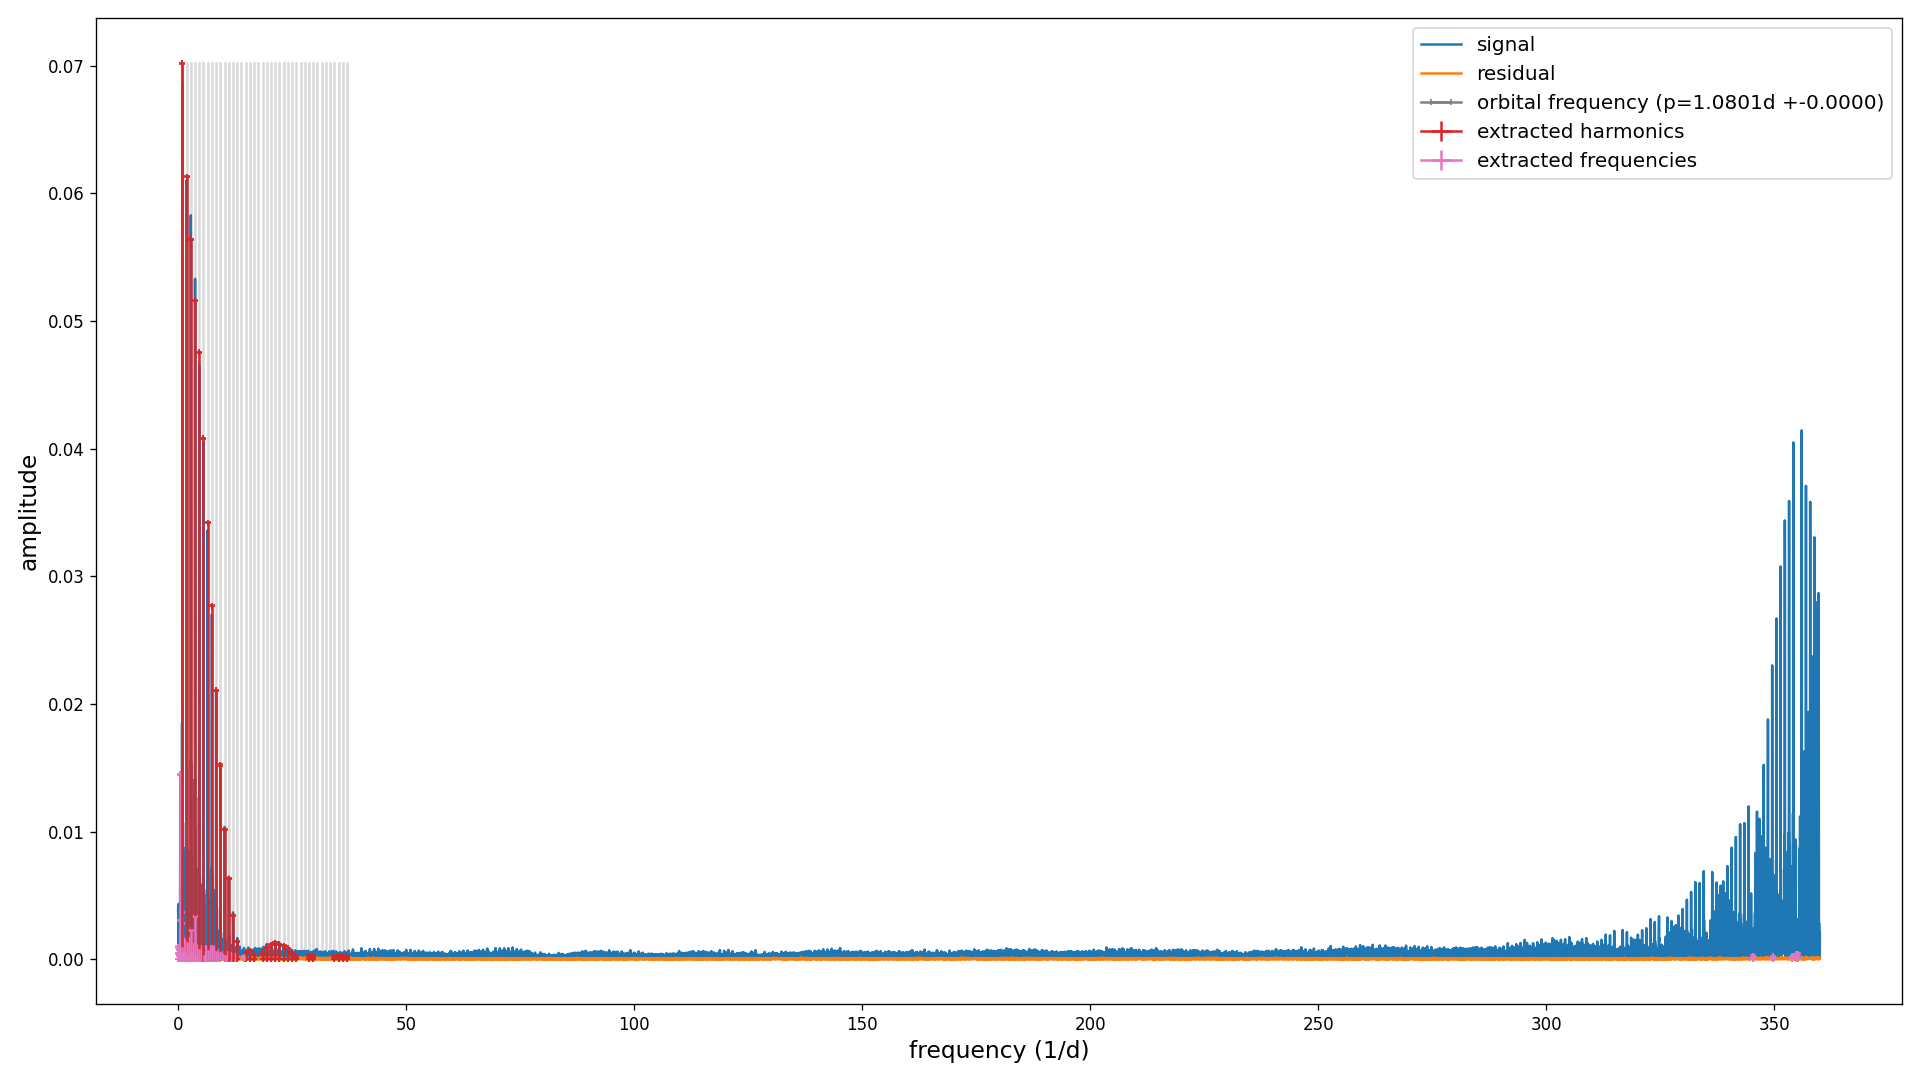 signal
residual
orbital frequency (p=1.0801d +-0.0000)
extracted harmonics
extracted frequencies
amplitude
0.07
0.06
0.05
0.04
0.03
0.02
0.01
0.00
0 50 100 150 200 250 300 350
frequency (1/d)